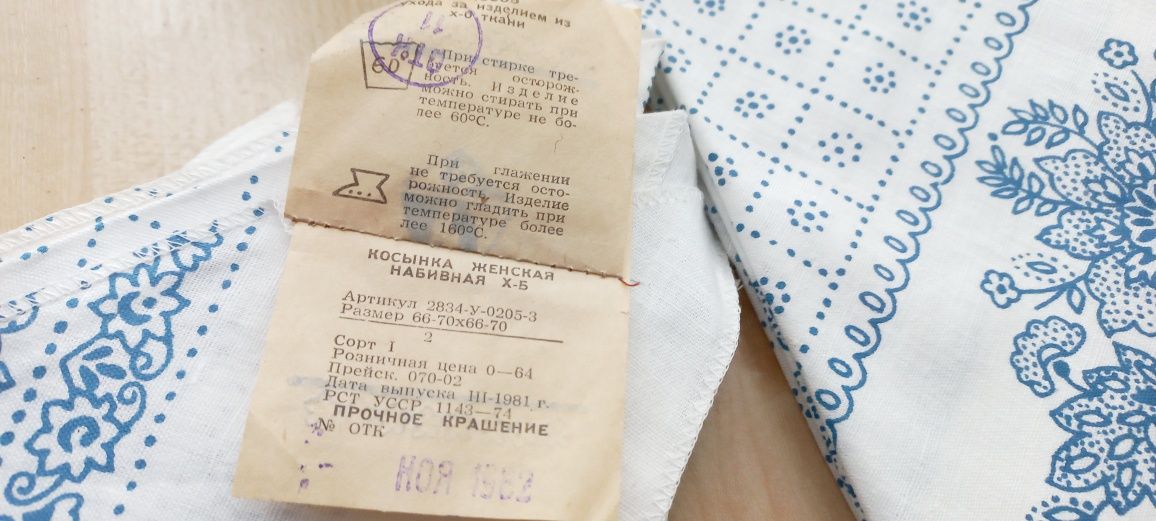 ухода за изделием из
х-о ткани
60°
При стирке тре-
буется осторож-
ность. Изделие
можно стирать при
температуре не бо-
лее 60°С.
При глажении
не требуется осто-
рожность. Изделие
можно гладить при
температуре более
лее 160°С.
КОСЫНКА ЖЕНСКАЯ
НАБИВНАЯ Х-Б
Артикул 2834-У-0205-3
Размер 66-70х66-70
2
Сорт I
Розничная цена 0—64
Прейск. 070-02
Дата выпуска III-1981 г.
РСТ УССР 1143—74
ПРОЧНОЕ КРАШЕНИЕ
№ ОТК